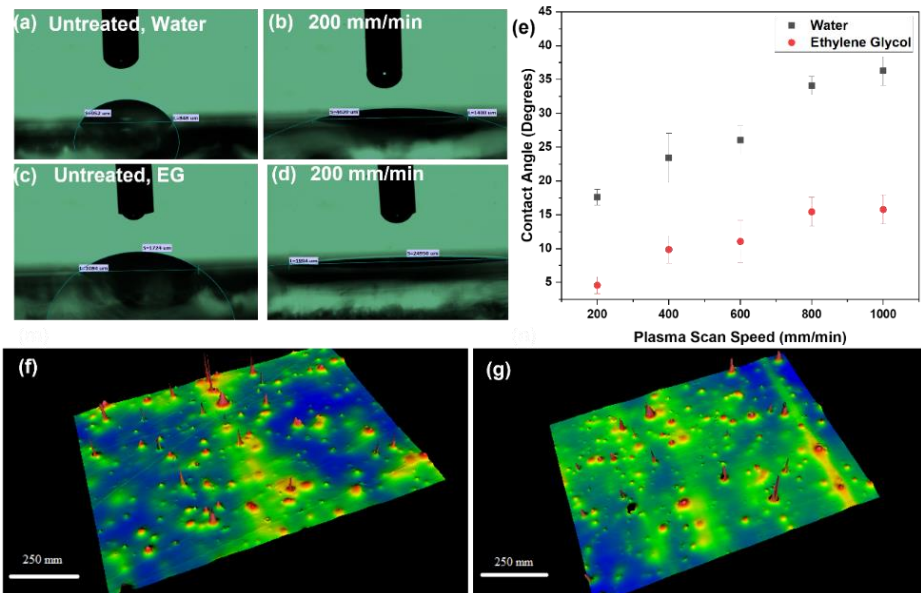 (a) Untreated, Water
(b) 200 mm/min
(c) Untreated, EG
S=1724 um
(d) 200 mm/min
(e)
Water
Ethylene Glycol
Contact Angle (Degrees)
45
40
35
30
25
20
15
10
5
200
400
600
800
1000
Plasma Scan Speed (mm/min)
(f)
250 mm
(g)
250 mm